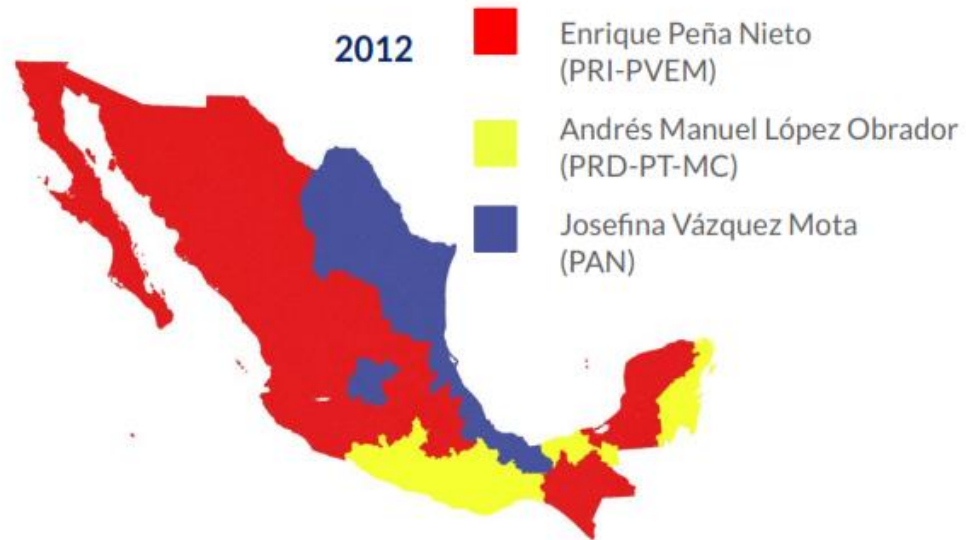 2012
Enrique Peña Nieto
(PRI-PVEM)
Andrés Manuel López Obrador
(PRD-PT-MC)
Josefina Vázquez Mota
(PAN)